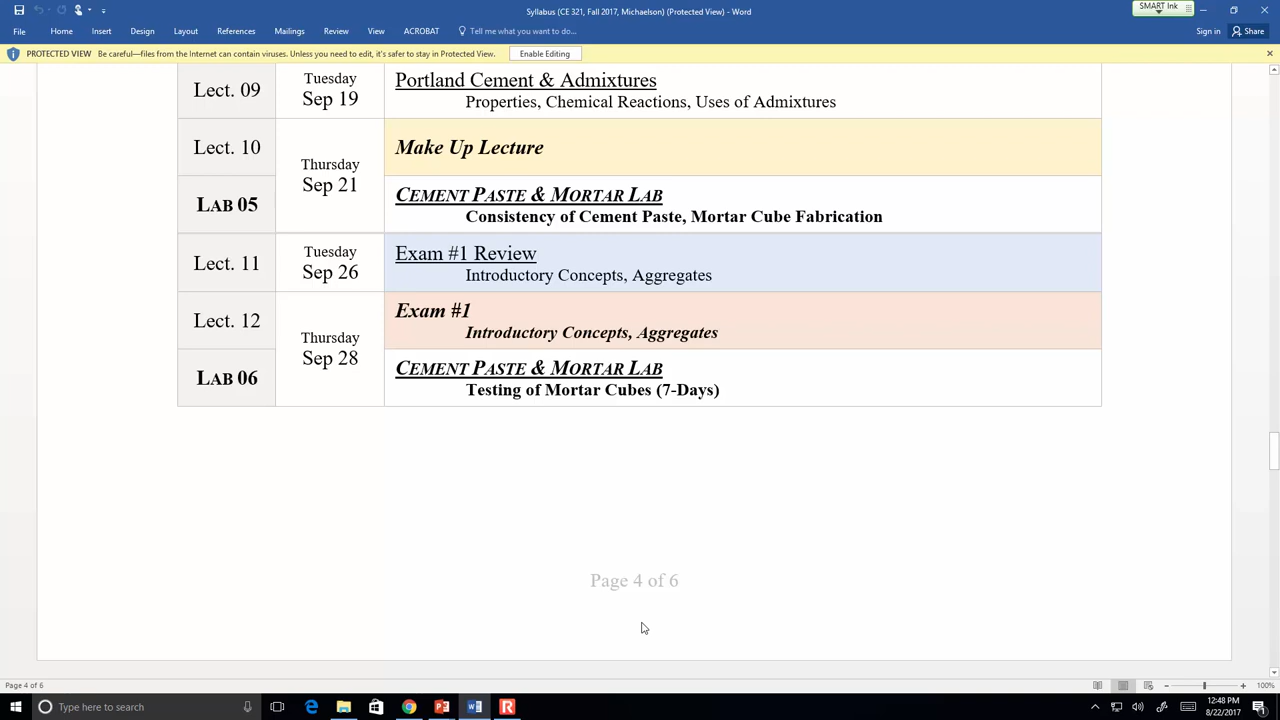 Syllabus (CE 321, Fall 2017, Michaelson) (Protected View) - Word
SMART Ink
File Home Insert Design Layout References Mailings Review View ACROBAT Tell me what you want to do...
Sign in Share
PROTECTED VIEW Be careful—files from the Internet can contain viruses. Unless you need to edit, it's safer to stay in Protected View. Enable Editing
Lect. 09
Tuesday
Sep 19
Portland Cement & Admixtures
Properties, Chemical Reactions, Uses of Admixtures
Lect. 10
Thursday
Sep 21
Make Up Lecture
LAB 05
CEMENT PASTE & MORTAR LAB
Consistency of Cement Paste, Mortar Cube Fabrication
Lect. 11
Tuesday
Sep 26
Exam #1 Review
Introductory Concepts, Aggregates
Lect. 12
Thursday
Sep 28
Exam #1
Introductory Concepts, Aggregates
LAB 06
CEMENT PASTE & MORTAR LAB
Testing of Mortar Cubes (7-Days)
Page 4 of 6
Page 4 of 6
100%
Type here to search
12:48 PM
8/22/2017